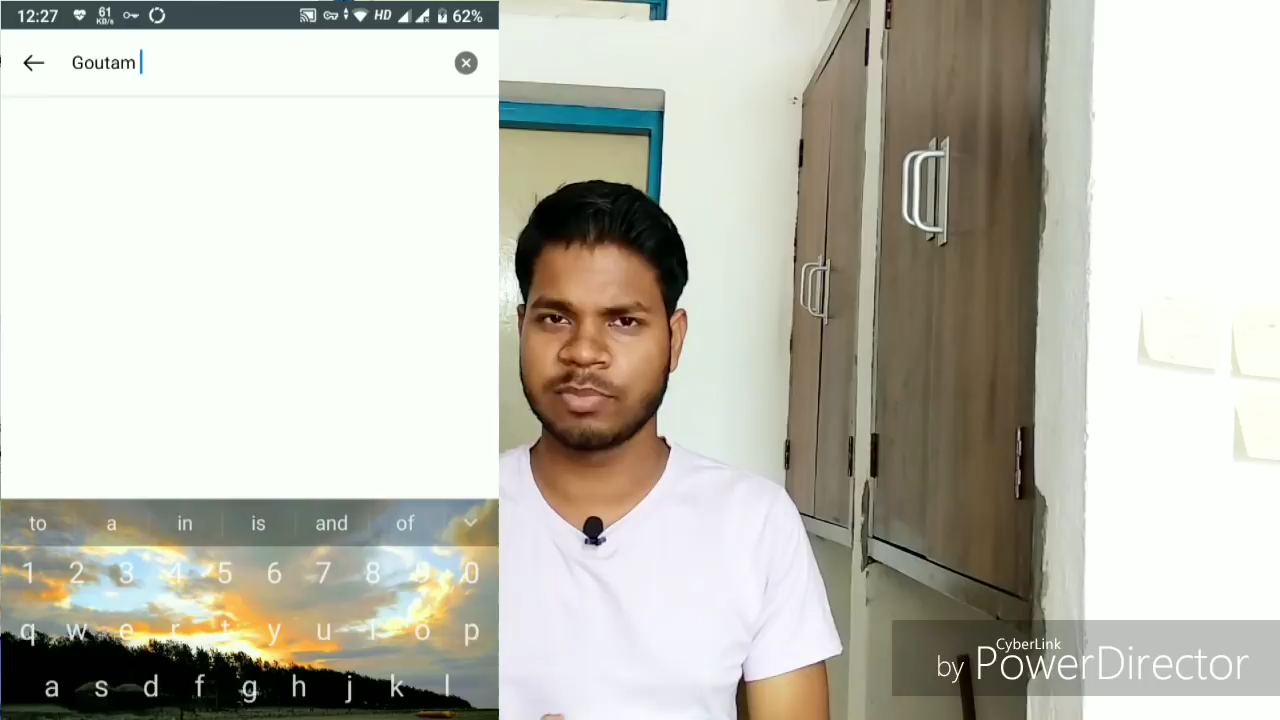 12:27 61 KB/s HD 62%
Goutam
to a in is and of
1 2 3 4 5 6 7 8 9 0
q w e r t y u i o p
a s d f g h j k l
CyberLink
by PowerDirector